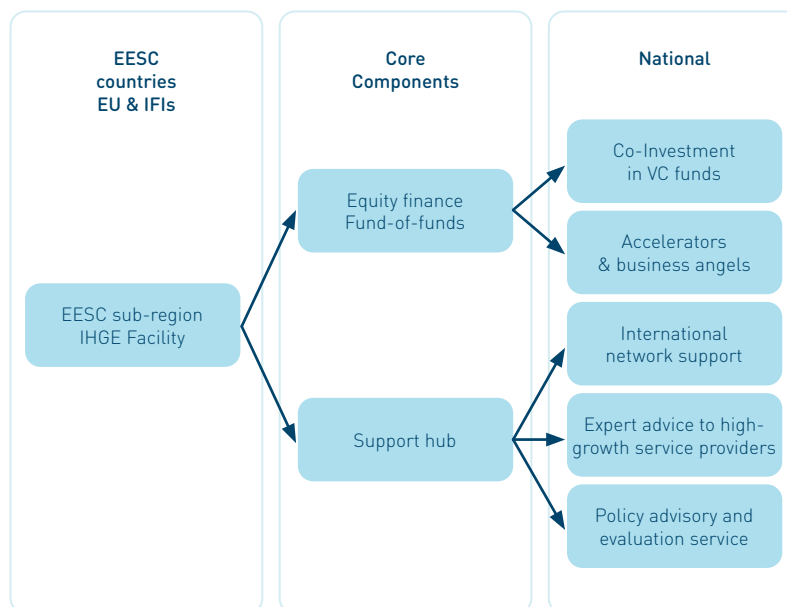 EESC
countries
EU & IFIs
Core
Components
National
EESC sub-region
IHGE Facility
Equity finance
Fund-of-funds
Support hub
Co-Investment
in VC funds
Accelerators
& business angels
International
network support
Expert advice to high-
growth service providers
Policy advisory and
evaluation service